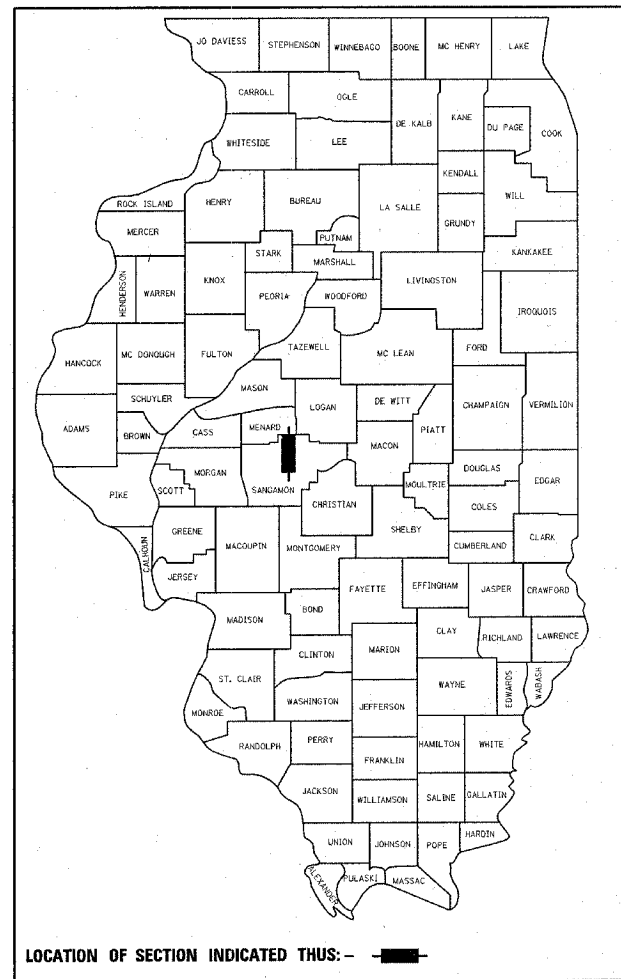 JO DAVIESS STEPHENSON WINNEBAGO BOONE MC HENRY LAKE
CARROLL OGLE DE KALB KANE DU PAGE COOK
WHITESIDE LEE
KENDALL WILL
ROCK ISLAND HENRY BUREAU LA SALLE GRUNDY
MERCER PUTNAM
STARK MARSHALL KANKAKEE
HENDERSON WARREN KNOX PEORIA WOODFORD LIVINGSTON IROQUOIS
TAZEWELL MC LEAN FORD
HANCOCK MC DONOUGH FULTON
MASON
SCHUYLER LOGAN DE WITT CHAMPAIGN VERMILION
ADAMS BROWN CASS MENARD PIATT
MACON
MORGAN DOUGLAS
PIKE SCOTT SANGAMON CHRISTIAN MOULTRIE EDGAR
COLES
GREENE SHELBY
CALHOUN MACOUPIN MONTGOMERY CUMBERLAND CLARK
JERSEY
FAYETTE EFFINGHAM JASPER CRAWFORD
MADISON BOND
CLAY RICHLAND LAWRENCE
CLINTON MARION
ST. CLAIR WAYNE EDWARDS WABASH
WASHINGTON JEFFERSON
MONROE
RANDOLPH PERRY HAMILTON WHITE
FRANKLIN
JACKSON WILLIAMSON SALINE GALLATIN
UNION JOHNSON POPE HARDIN
ALEXANDER PULASKI MASSAC
LOCATION OF SECTION INDICATED THUS: –